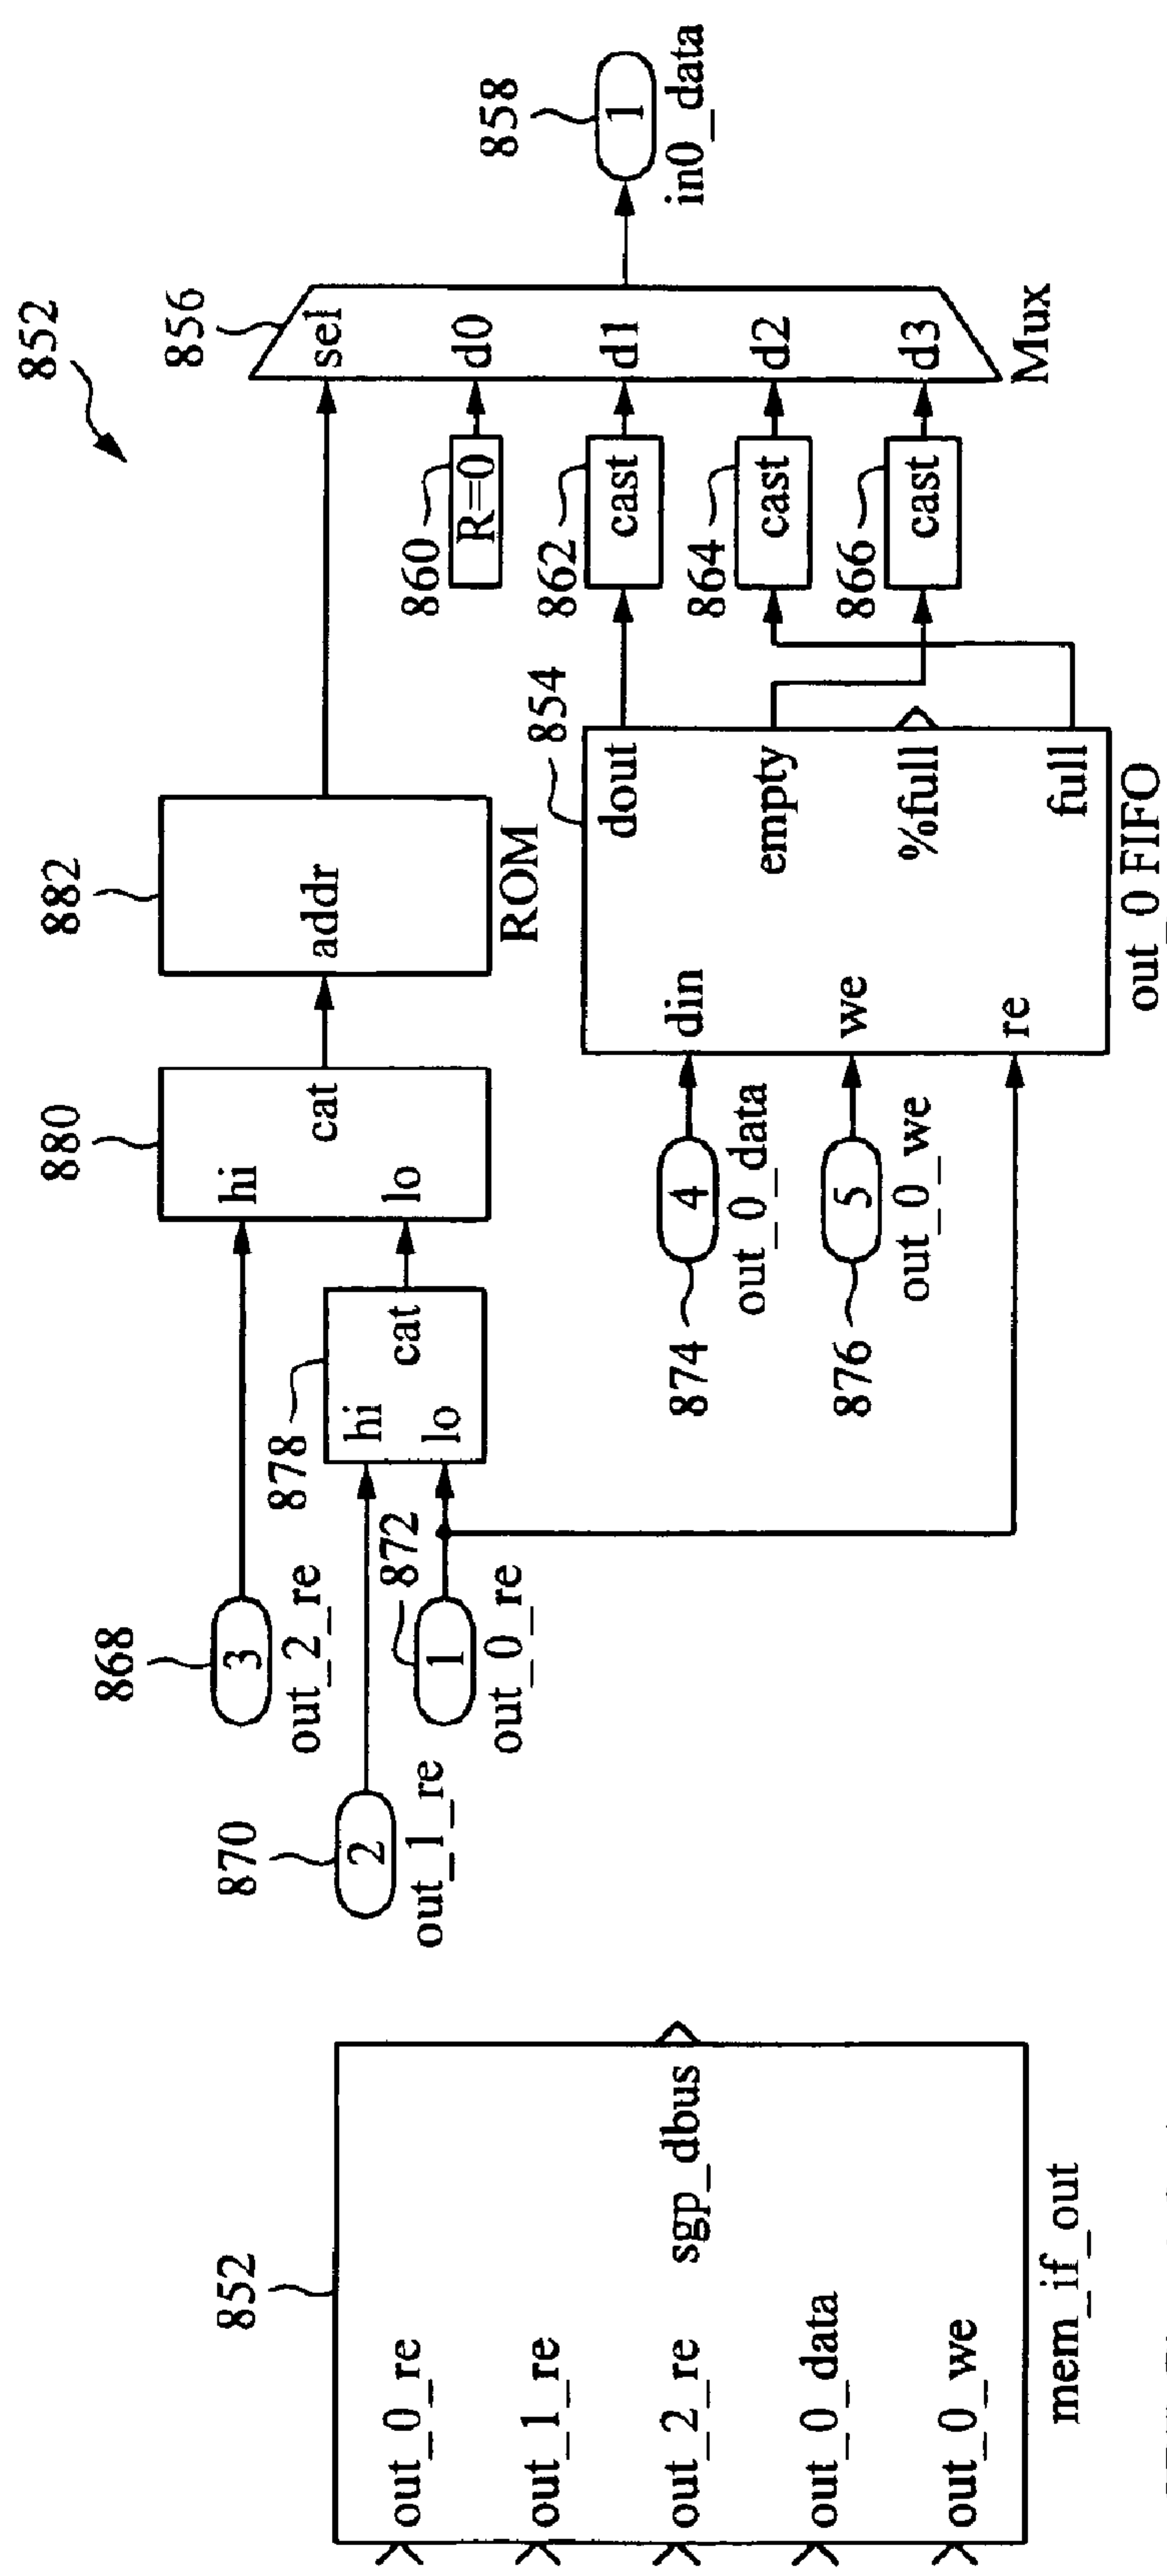 852
out_0_re
out_1_re
out_2_re
out_0_data
out_0_we
sgp_dbus
mem_if_out
852
868
3
out_2_re
870
2
out_1_re
872
1
out_0_re
878
hi
lo
cat
880
hi
lo
cat
882
addr
ROM
874
4
out_0_data
876
5
out_0_we
854
din
we
re
dout
empty
%full
full
out_0 FIFO
860
R=0
862
cast
864
cast
866
cast
856
sel
d0
d1
d2
d3
Mux
858
1
in0_data